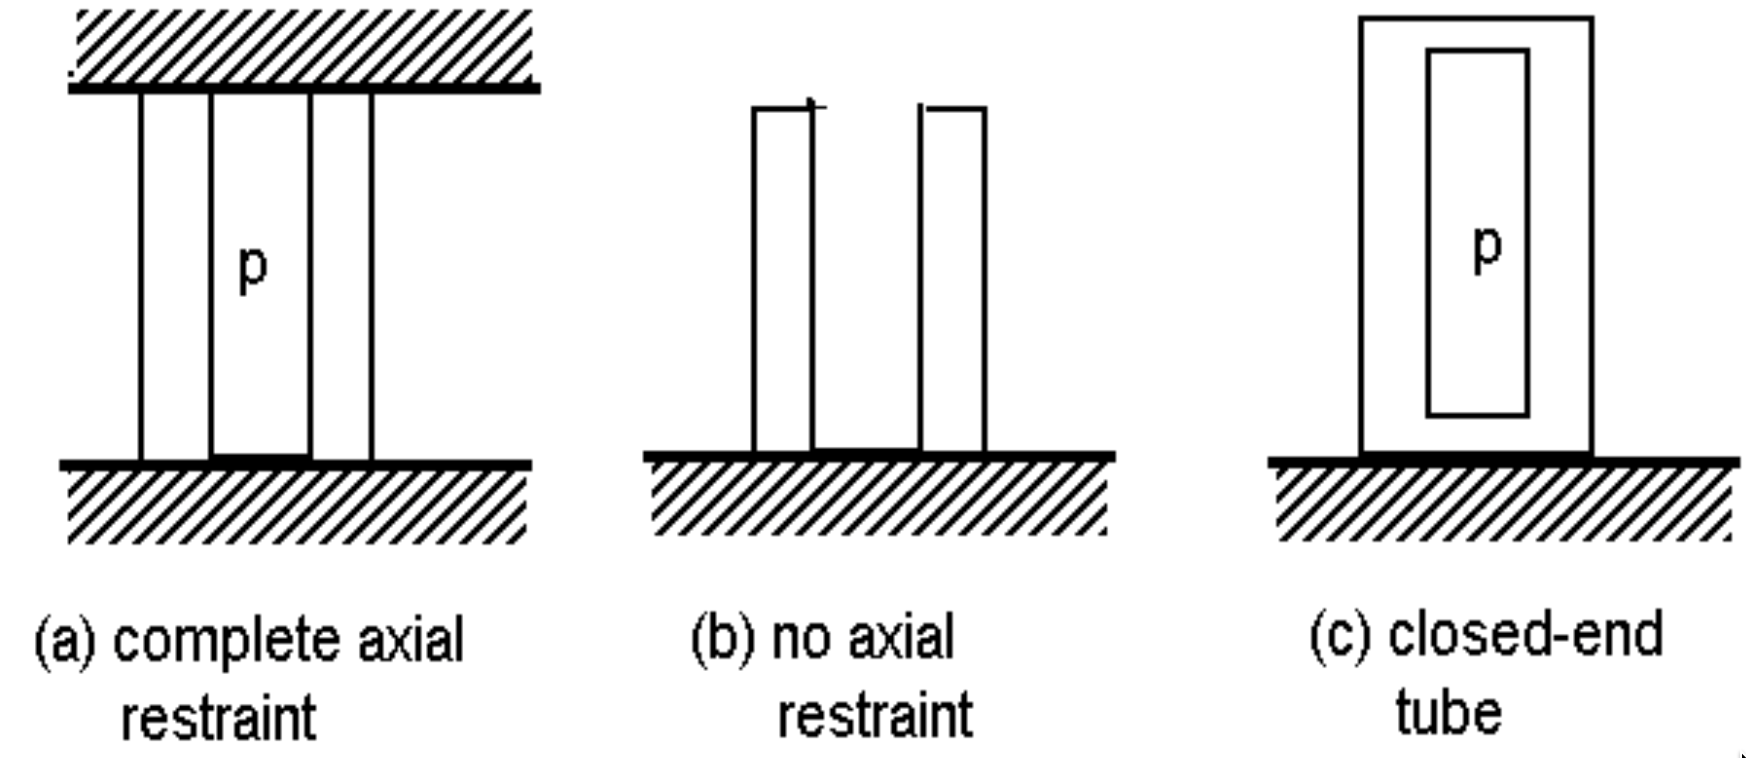 p
p
(a) complete axial
restraint
(b) no axial
restraint
(c) closed-end
tube